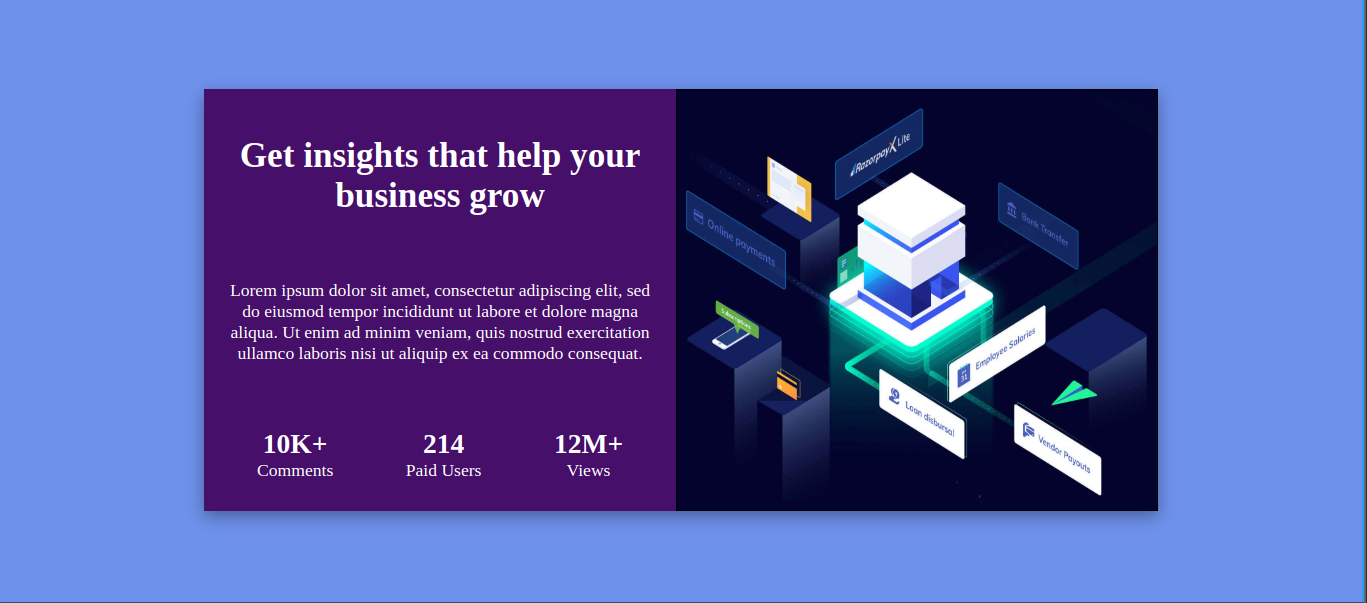 Get insights that help your
business grow
Lorem ipsum dolor sit amet, consectetur adipiscing elit, sed
do eiusmod tempor incididunt ut labore et dolore magna
aliqua. Ut enim ad minim veniam, quis nostrud exercitation
ullamco laboris nisi ut aliquip ex ea commodo consequat.
10K+ 214 12M+
Comments Paid Users Views
RazorpayX Lite
Online payments
Bank Transfer
Subscriptions
Employee Salaries
31
Loan disbursal
Vendor Payouts